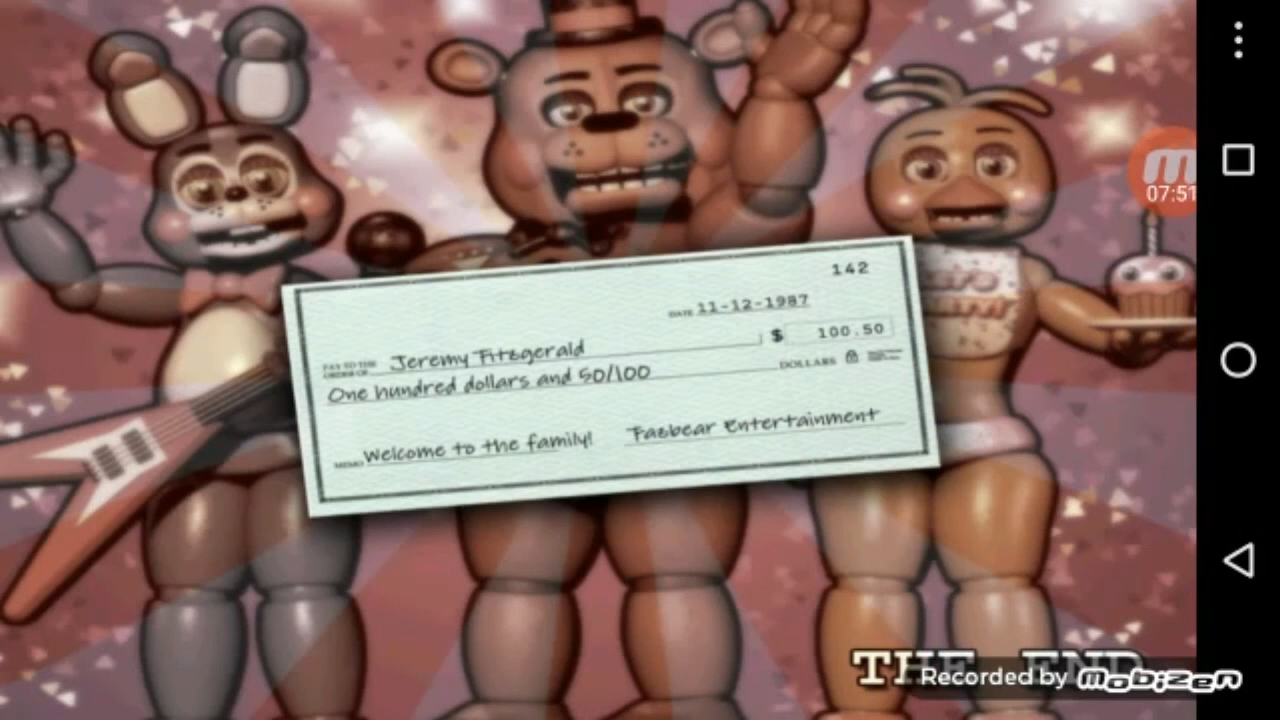 142
DATE 11-12-1987
PAY TO THE
ORDER OF Jeremy Fitzgerald $ 100.50
One hundred dollars and 50/100 DOLLARS
MEMO Welcome to the family! Fazbear Entertainment
07:51
THE END
Recorded by mobizen